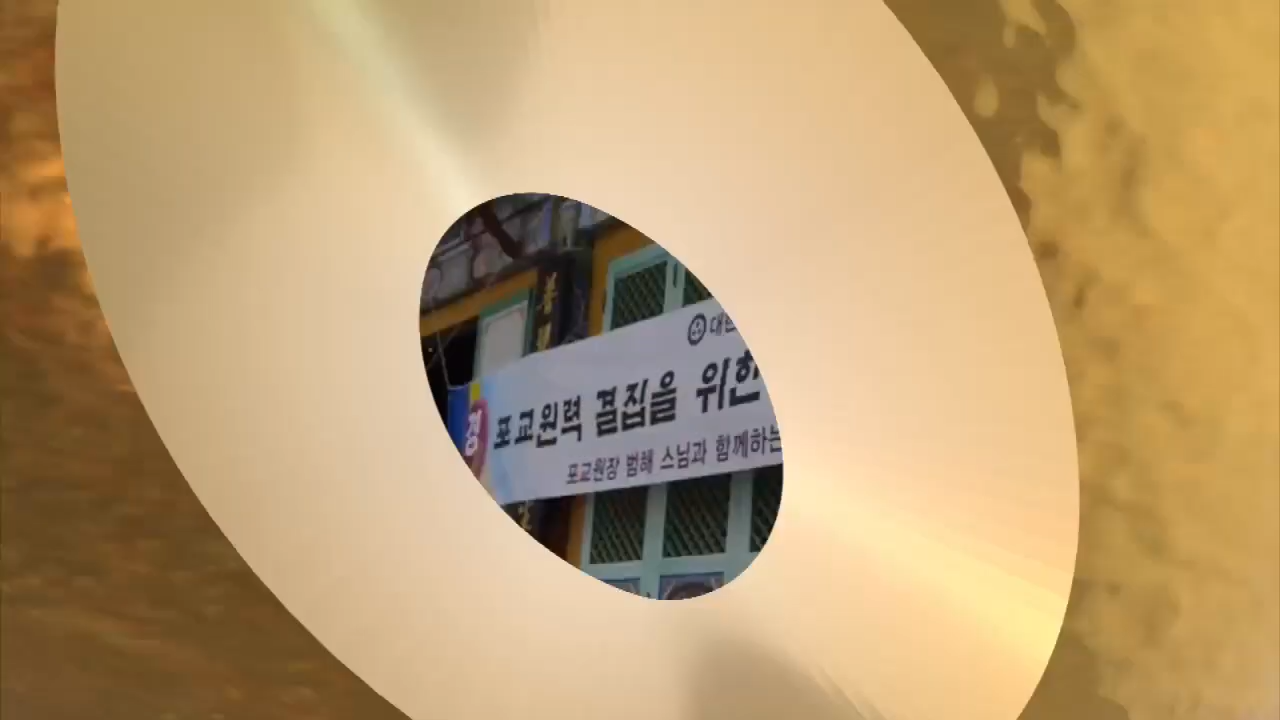 포교원력 결집을 위한
포교원장 범해 스님과 함께하는
경